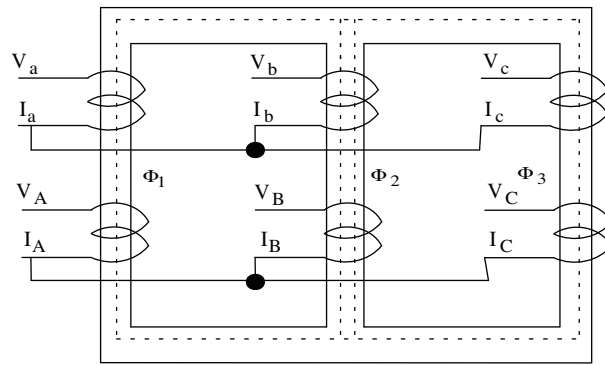 V_a V_b V_c
I_a I_b I_c
Φ_1 Φ_2 Φ_3
V_A V_B V_C
I_A I_B I_C